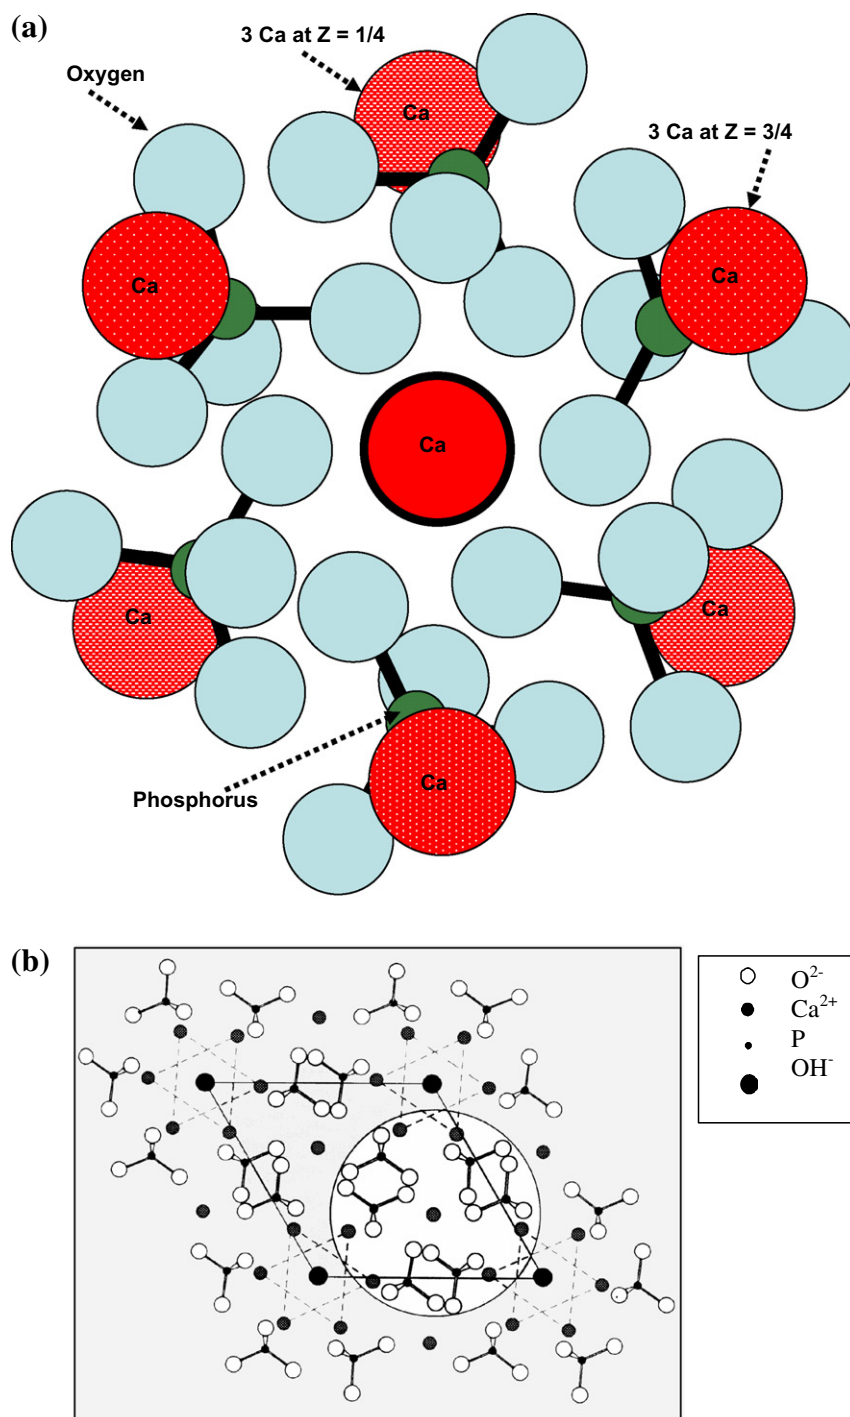 (a)
3 Ca at Z = 1/4
Oxygen
Ca
3 Ca at Z = 3/4
Ca
Ca
Ca
Ca
Ca
Ca
Phosphorus
(b)
O²⁻
Ca²⁺
P
OH⁻